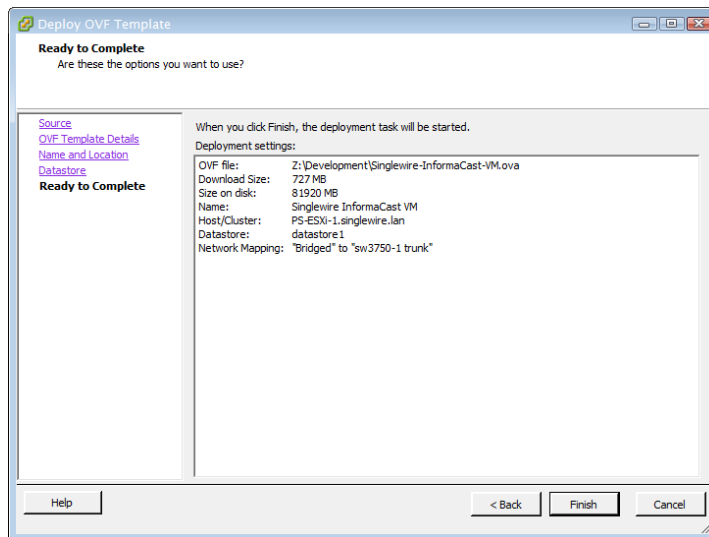 Deploy OVF Template
Ready to Complete
Are these the options you want to use?
Source
OVF Template Details
Name and Location
Datastore
Ready to Complete
When you click Finish, the deployment task will be started.
Deployment settings:
OVF file: Z:\Development\Singlewire-InformaCast-VM.ova
Download Size: 727 MB
Size on disk: 81920 MB
Name: Singlewire InformaCast VM
Host/Cluster: PS-ESXi-1.singlewire.lan
Datastore: datastore1
Network Mapping: "Bridged" to "sw3750-1 trunk"
Help
< Back
Finish
Cancel